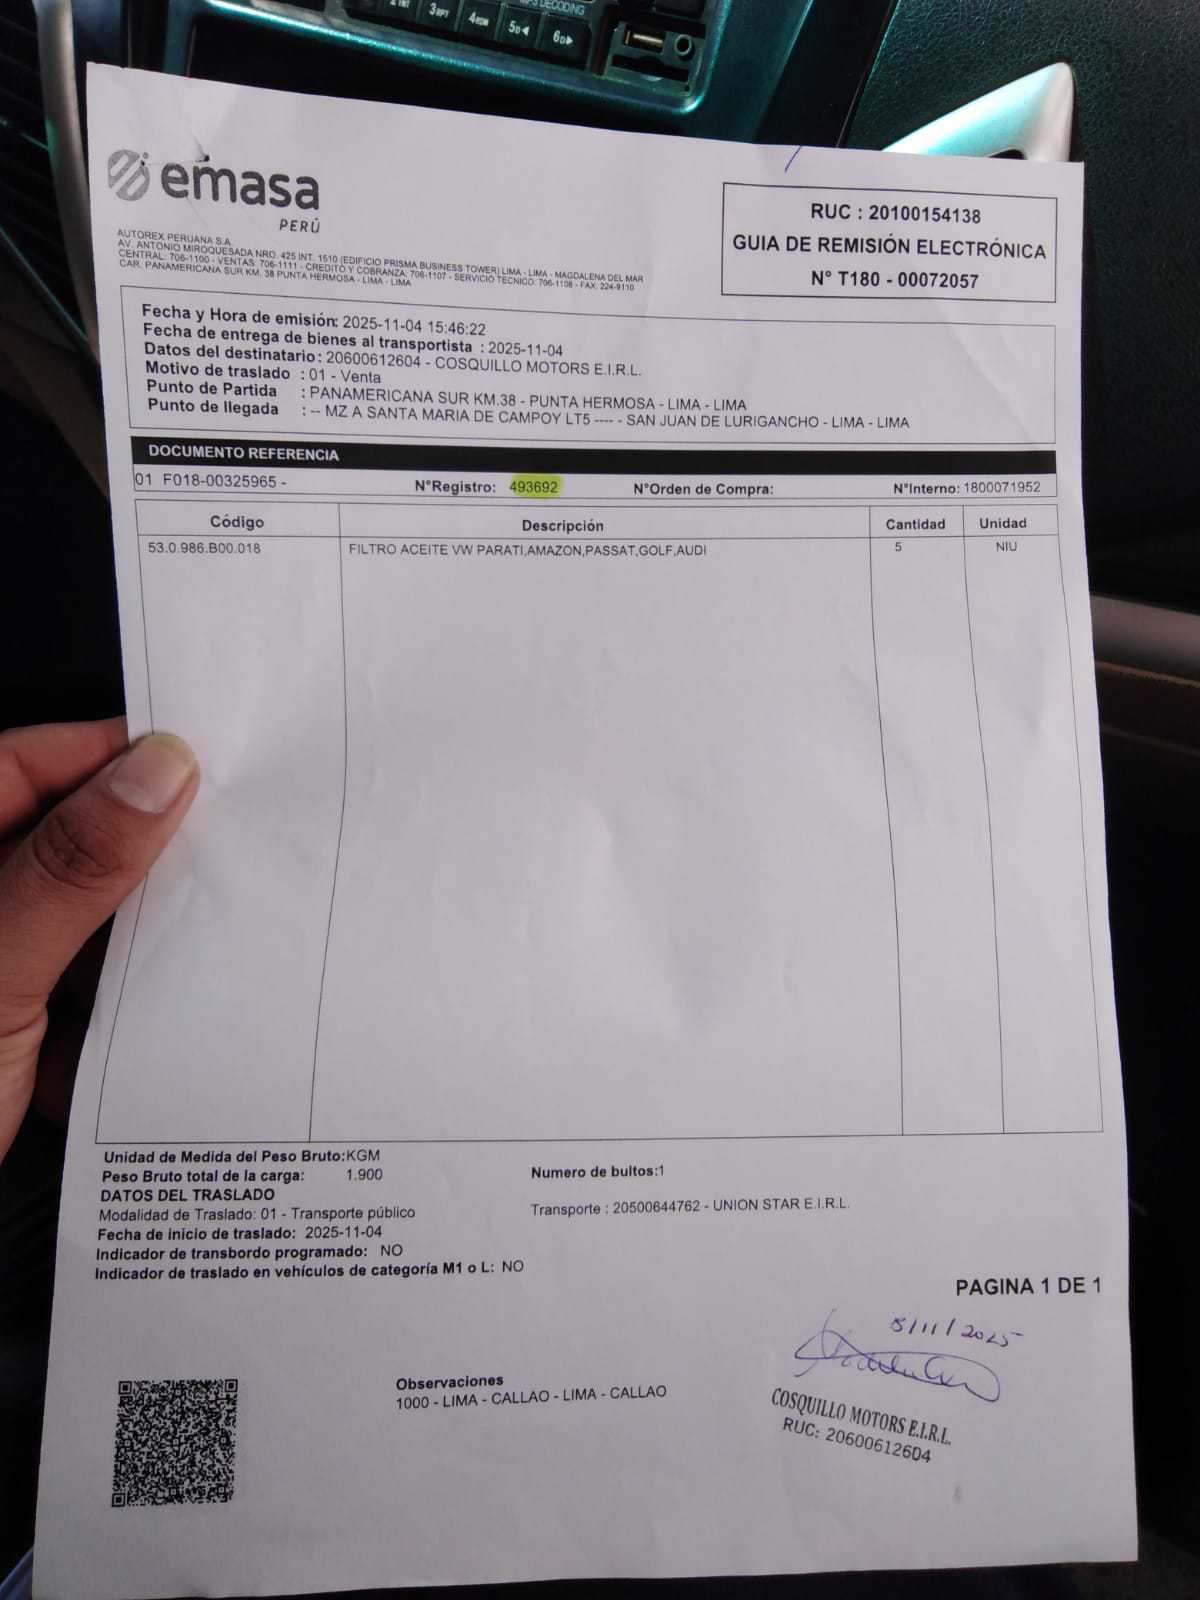 2 INT 3 RPT 4 RDM 5 D◄ 6 D►
DECODING
emasa
PERÚ
AUTOREX PERUANA S.A.
AV. ANTONIO MIROQUESADA NRO. 425 INT. 1510 (EDIFICIO PRISMA BUSINESS TOWER) LIMA - LIMA - MAGDALENA DEL MAR
CENTRAL: 706-1100 - VENTAS: 706-1111 - CREDITO Y COBRANZA: 706-1107 - SERVICIO TECNICO: 706-1108 - FAX: 224-9110
CAR. PANAMERICANA SUR KM. 38 PUNTA HERMOSA - LIMA - LIMA
RUC : 20100154138
GUIA DE REMISIÓN ELECTRÓNICA
N° T180 - 00072057
Fecha y Hora de emisión: 2025-11-04 15:46:22
Fecha de entrega de bienes al transportista : 2025-11-04
Datos del destinatario : 20600612604 - COSQUILLO MOTORS E.I.R.L.
Motivo de traslado : 01 - Venta
Punto de Partida : PANAMERICANA SUR KM.38 - PUNTA HERMOSA - LIMA - LIMA
Punto de llegada : -- MZ A SANTA MARIA DE CAMPOY LT5 ---- - SAN JUAN DE LURIGANCHO - LIMA - LIMA
DOCUMENTO REFERENCIA
01 F018-00325965 - N°Registro: 493692 N°Orden de Compra: N°Interno: 1800071952
Código Descripción Cantidad Unidad
53.0.986.B00.018 FILTRO ACEITE VW PARATI,AMAZON,PASSAT,GOLF,AUDI 5 NIU
Unidad de Medida del Peso Bruto:KGM
Peso Bruto total de la carga: 1.900 Numero de bultos:1
DATOS DEL TRASLADO
Modalidad de Traslado: 01 - Transporte público Transporte : 20500644762 - UNION STAR E.I.R.L.
Fecha de inicio de traslado: 2025-11-04
Indicador de transbordo programado: NO
Indicador de traslado en vehículos de categoría M1 o L: NO
PAGINA 1 DE 1
5/11/2025
Observaciones
1000 - LIMA - CALLAO - LIMA - CALLAO
COSQUILLO MOTORS E.I.R.L.
RUC: 20600612604